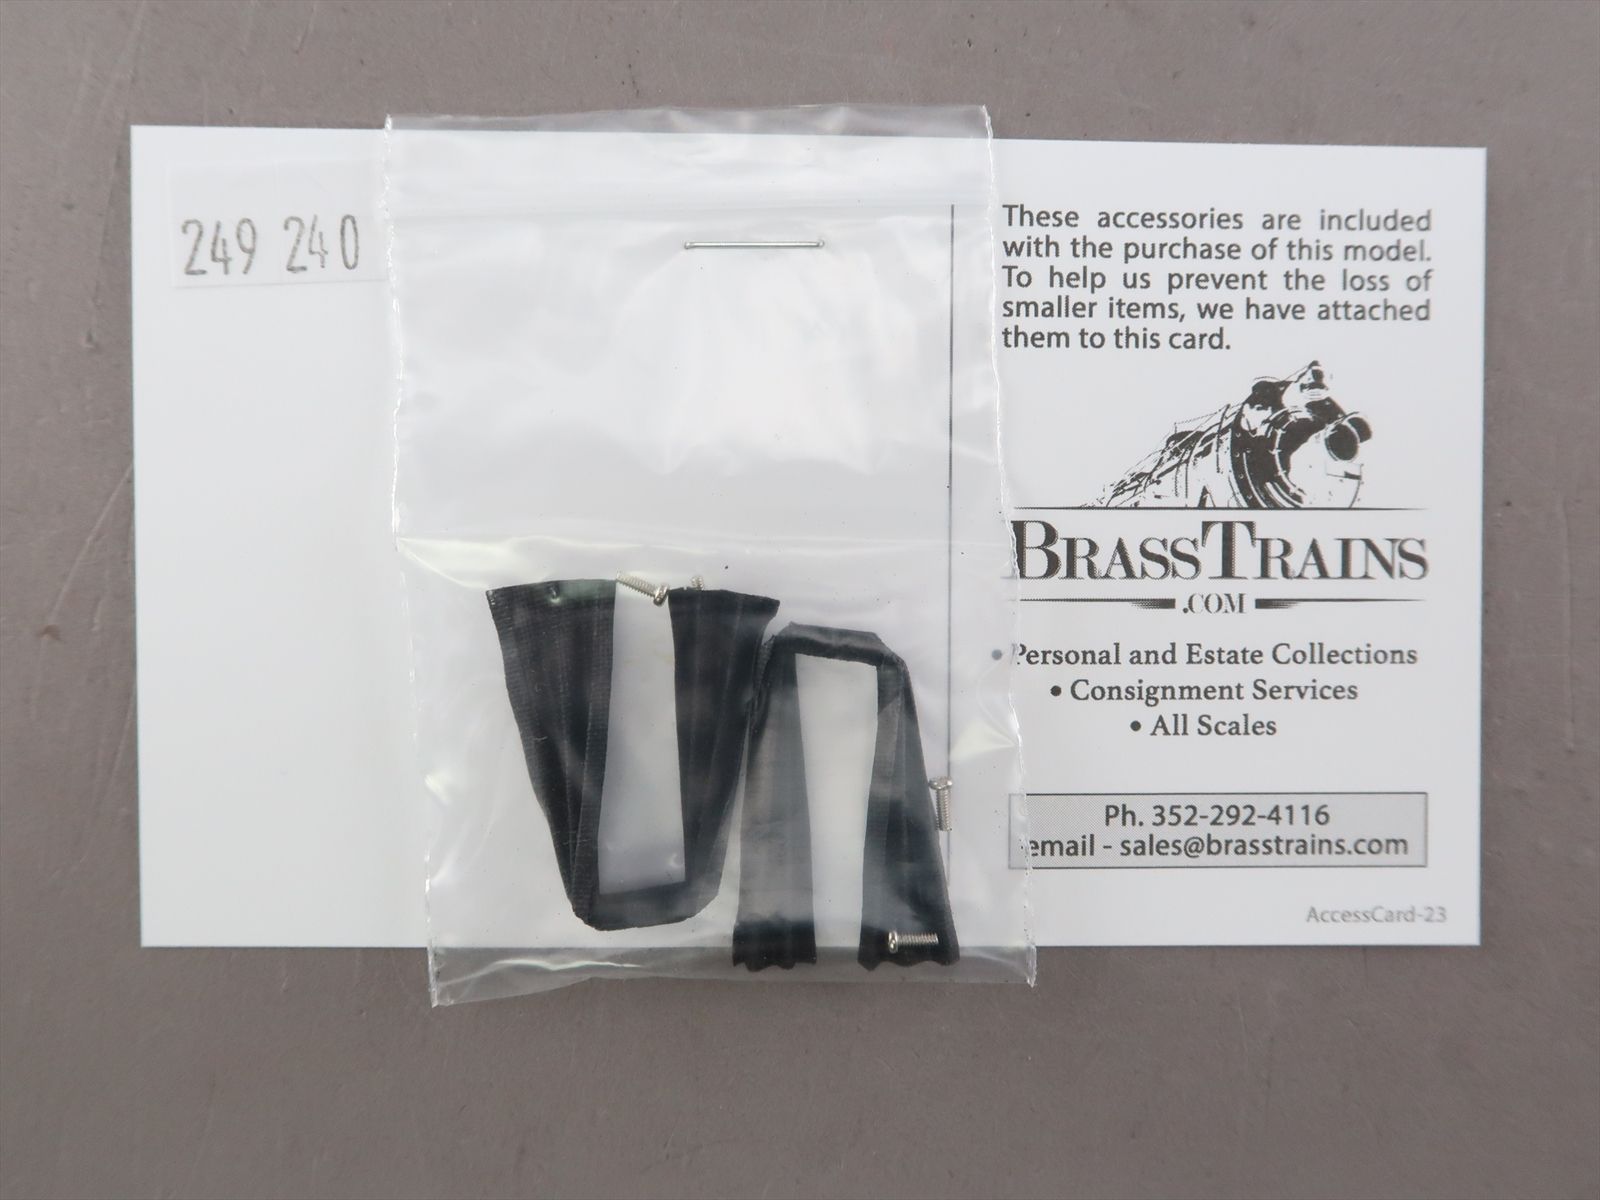 249 240
These accessories are included
with the purchase of this model.
To help us prevent the loss of
smaller items, we have attached
them to this card.
BRASSTRAINS
.COM
• Personal and Estate Collections
• Consignment Services
• All Scales
Ph. 352-292-4116
email - sales@brasstrains.com
AccessCard-23